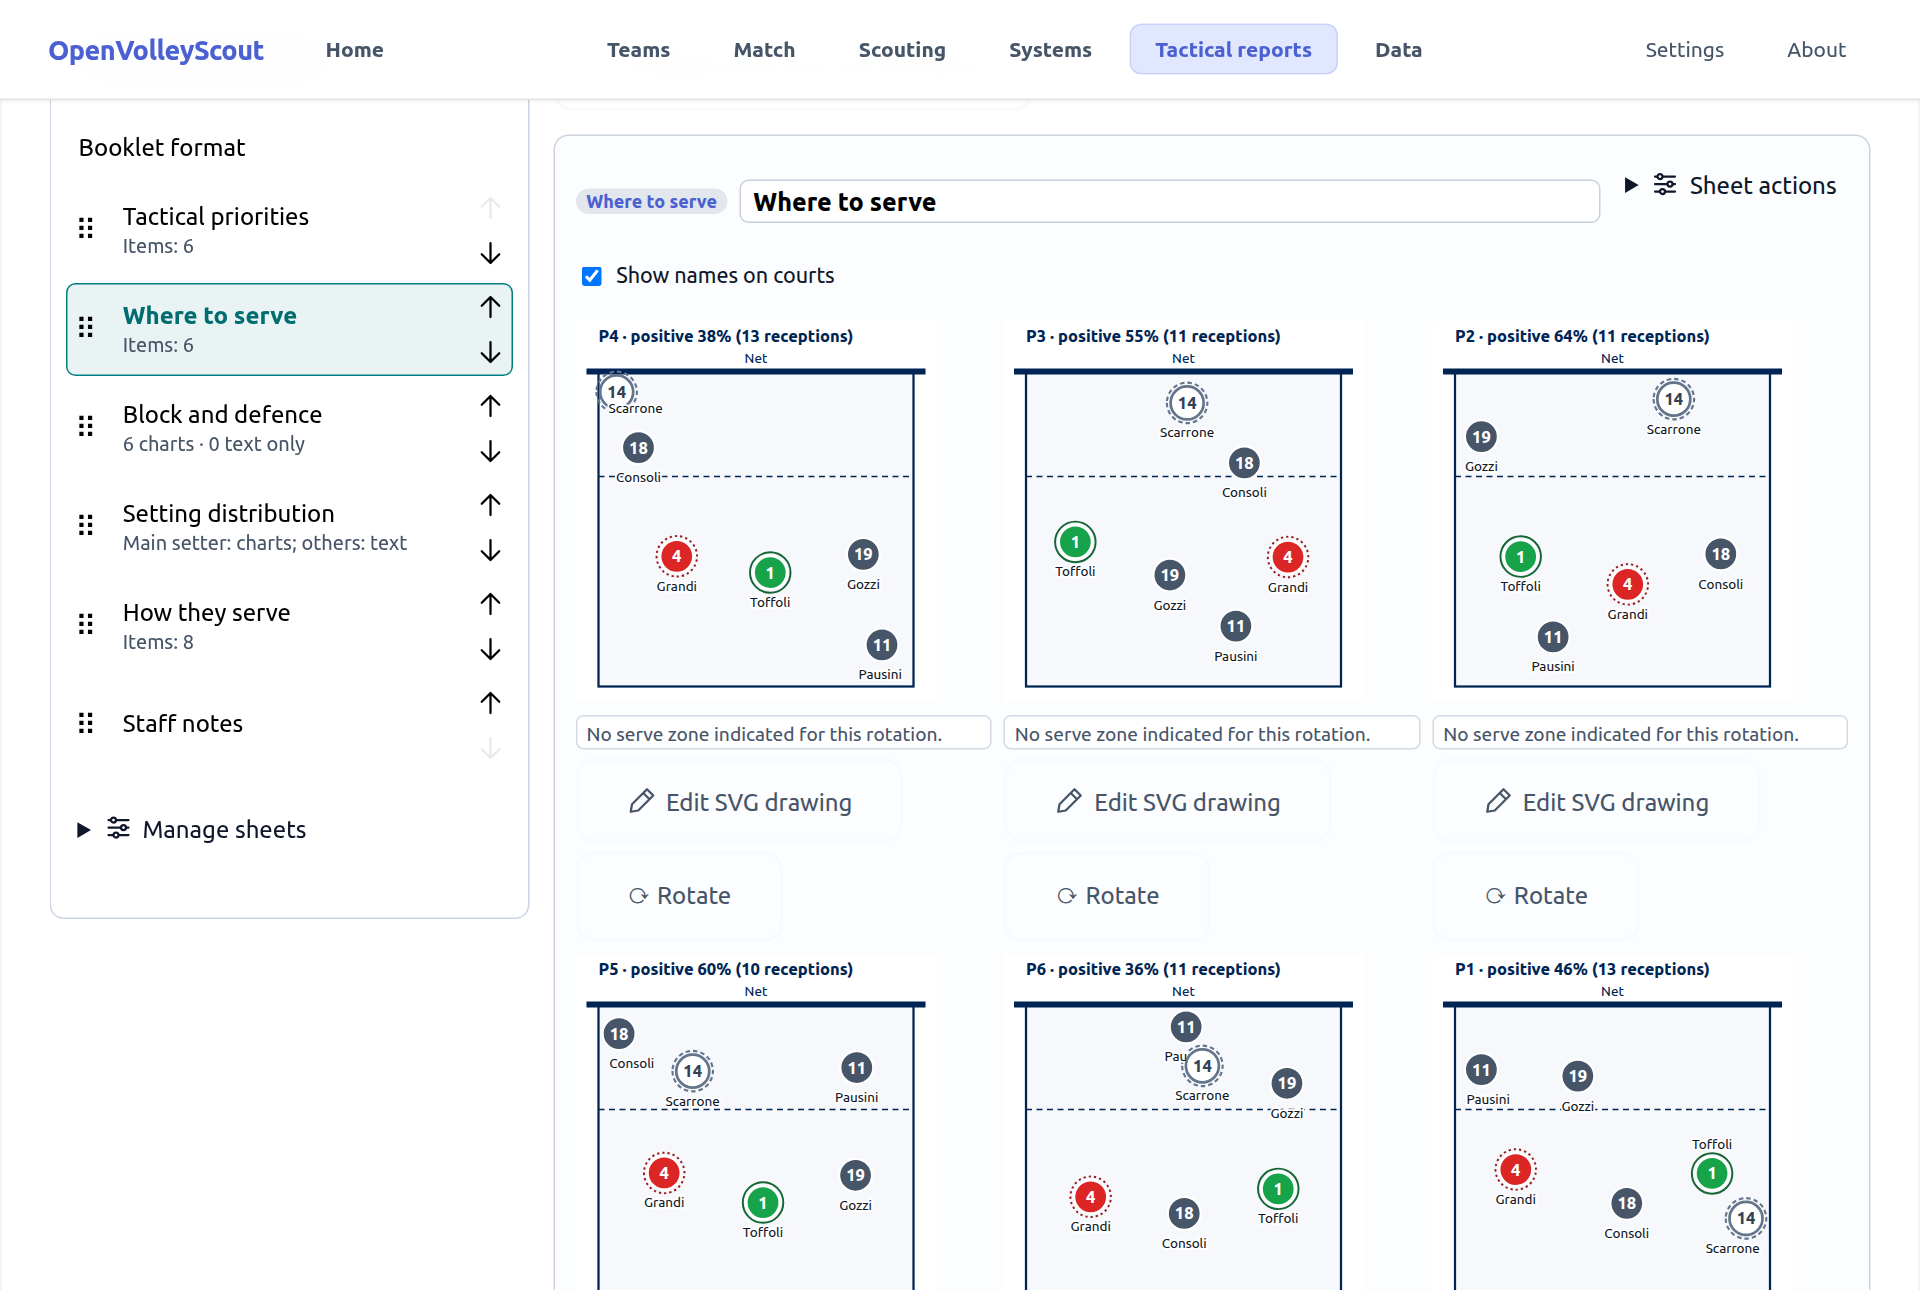 OpenVolleyScout Home Teams Match Scouting Systems Tactical reports Data Settings About
Booklet format
Tactical priorities
Items: 6
Where to serve
Items: 6
Block and defence
6 charts · 0 text only
Setting distribution
Main setter: charts; others: text
How they serve
Items: 8
Staff notes
Manage sheets
Where to serve
Where to serve
Sheet actions
Show names on courts
P4 · positive 38% (13 receptions)
Net
14
Scarrone
18
Consoli
4
Grandi
1
Toffoli
19
Gozzi
11
Pausini
No serve zone indicated for this rotation.
Edit SVG drawing
Rotate
P3 · positive 55% (11 receptions)
Net
14
Scarrone
18
Consoli
1
Toffoli
19
Gozzi
4
Grandi
11
Pausini
No serve zone indicated for this rotation.
Edit SVG drawing
Rotate
P2 · positive 64% (11 receptions)
Net
14
Scarrone
19
Gozzi
1
Toffoli
4
Grandi
18
Consoli
11
Pausini
No serve zone indicated for this rotation.
Edit SVG drawing
Rotate
P5 · positive 60% (10 receptions)
Net
18
Consoli
14
Scarrone
11
Pausini
4
Grandi
1
Toffoli
19
Gozzi
P6 · positive 36% (11 receptions)
Net
11
Pau
14
Scarrone
19
Gozzi
4
Grandi
18
Consoli
1
Toffoli
P1 · positive 46% (13 receptions)
Net
11
Pausini
19
Gozzi
Toffoli
1
4
Grandi
18
Consoli
14
Scarrone